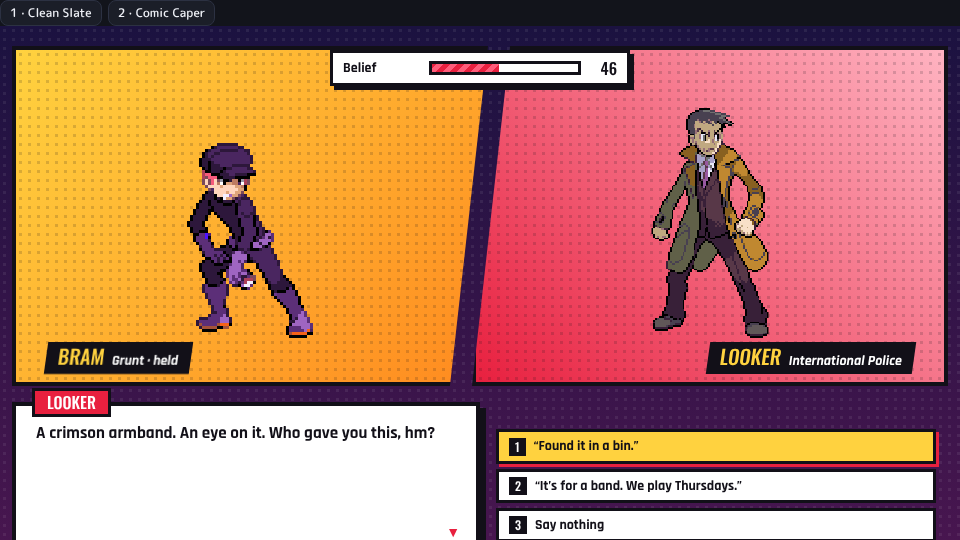 1 · Clean Slate
2 · Comic Caper
Belief
46
BRAM Grunt · held
LOOKER International Police
LOOKER
A crimson armband. An eye on it. Who gave you this, hm?
1 “Found it in a bin.”
2 “It's for a band. We play Thursdays.”
3 Say nothing